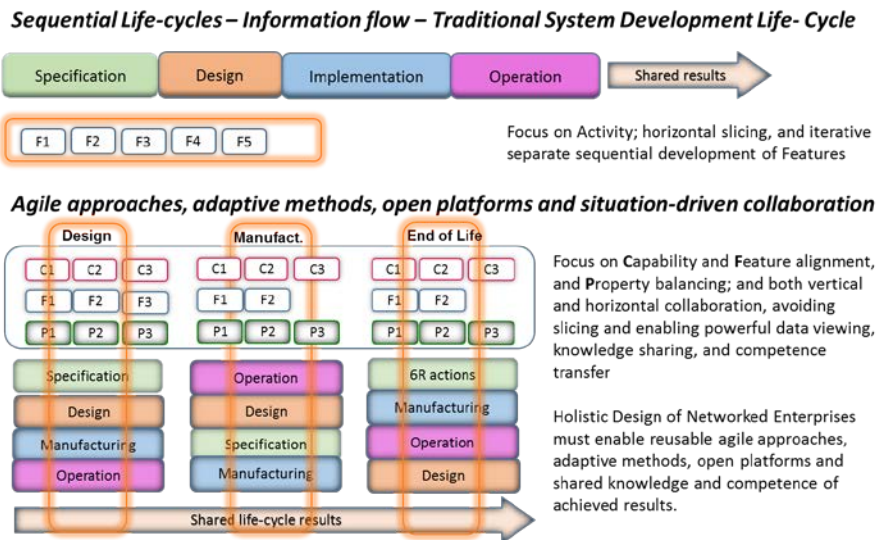 Sequential Life-cycles – Information flow – Traditional System Development Life- Cycle
Specification Design Implementation Operation Shared results
F1 F2 F3 F4 F5
Focus on Activity; horizontal slicing, and iterative
separate sequential development of Features
Agile approaches, adaptive methods, open platforms and situation-driven collaboration
Design Manufact. End of Life
C1 C2 C3 C1 C2 C3 C1 C2 C3
F1 F2 F3 F1 F2 F1 F2
P1 P2 P3 P1 P2 P3 P1 P2 P3
Specification Operation 6R actions
Design Design Manufacturing
Manufacturing Specification Operation
Operation Manufacturing Design
Shared life-cycle results
Focus on Capability and Feature alignment,
and Property balancing; and both vertical
and horizontal collaboration, avoiding
slicing and enabling powerful data viewing,
knowledge sharing, and competence
transfer
Holistic Design of Networked Enterprises
must enable reusable agile approaches,
adaptive methods, open platforms and
shared knowledge and competence of
achieved results.